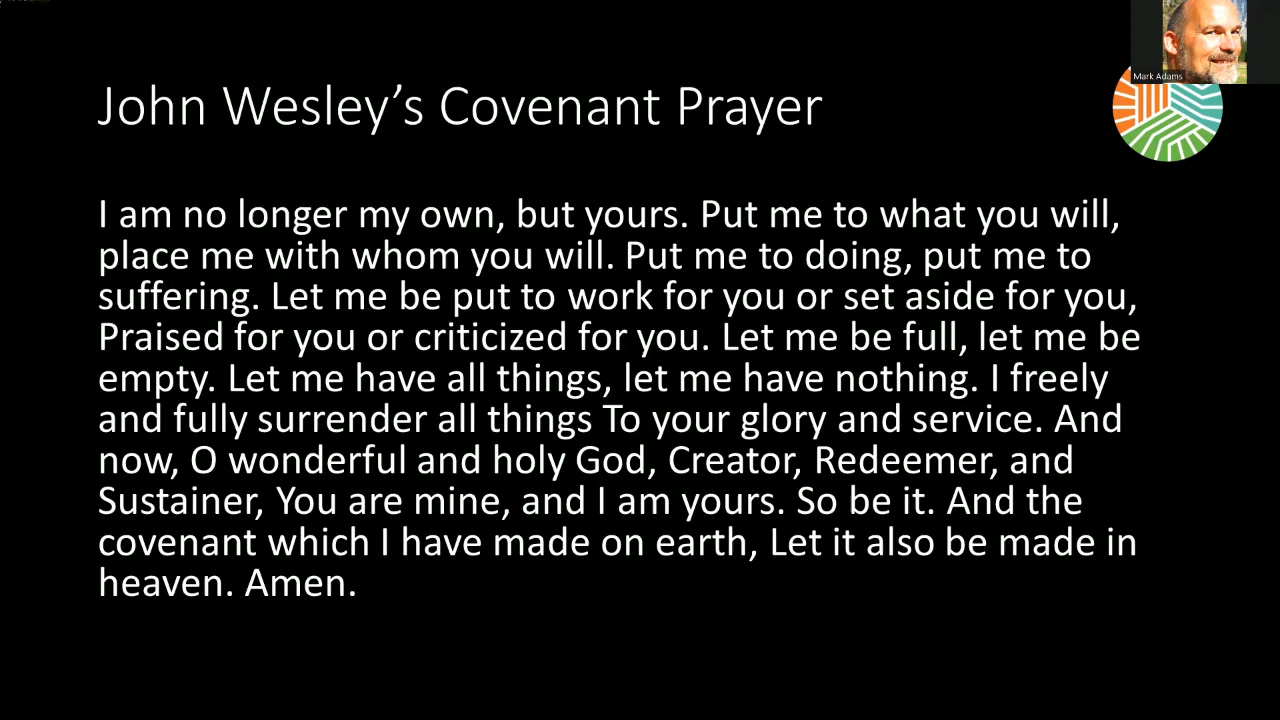 Mark Adams
John Wesley’s Covenant Prayer
I am no longer my own, but yours. Put me to what you will,
place me with whom you will. Put me to doing, put me to
suffering. Let me be put to work for you or set aside for you,
Praised for you or criticized for you. Let me be full, let me be
empty. Let me have all things, let me have nothing. I freely
and fully surrender all things To your glory and service. And
now, O wonderful and holy God, Creator, Redeemer, and
Sustainer, You are mine, and I am yours. So be it. And the
covenant which I have made on earth, Let it also be made in
heaven. Amen.